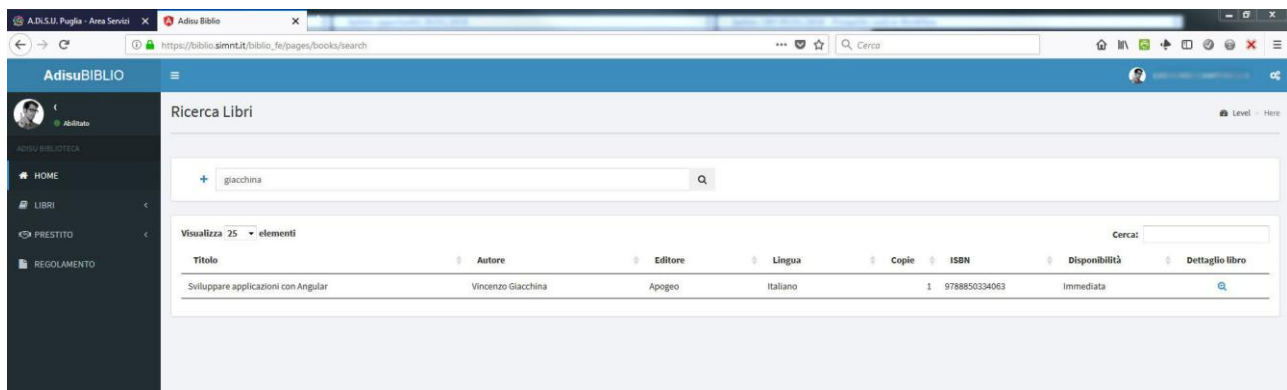 A.Di.S.U. Puglia - Area Servizi
Adisu Biblio
https://biblio.simnt.it/biblio_fe/pages/books/search
Cerca
AdisuBIBLIO
Abilitato
ADISU BIBLIOTECA
HOME
LIBRI
PRESTITO
REGOLAMENTO
Ricerca Libri
Level Here
giacchina
Visualizza 25 elementi
Cerca:
Titolo Autore Editore Lingua Copie ISBN Disponibilità Dettaglio libro
Sviluppare applicazioni con Angular Vincenzo Giacchina Apogeo Italiano 1 9788850334063 Immediata